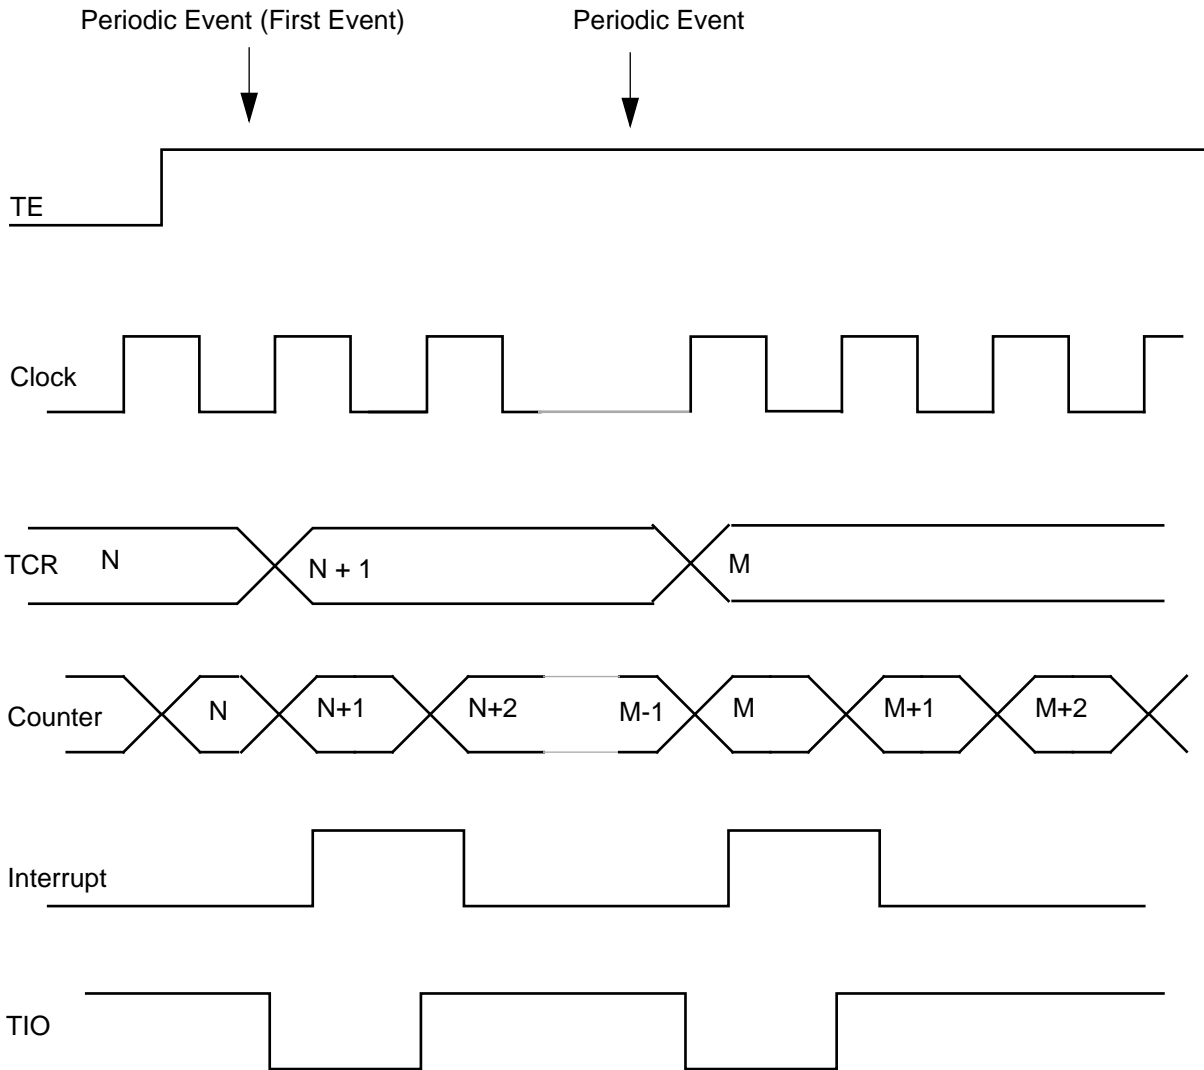 Periodic Event (First Event) Periodic Event
TE
Clock
TCR N N + 1 M
Counter N N+1 N+2 M-1 M M+1 M+2
Interrupt
TIO